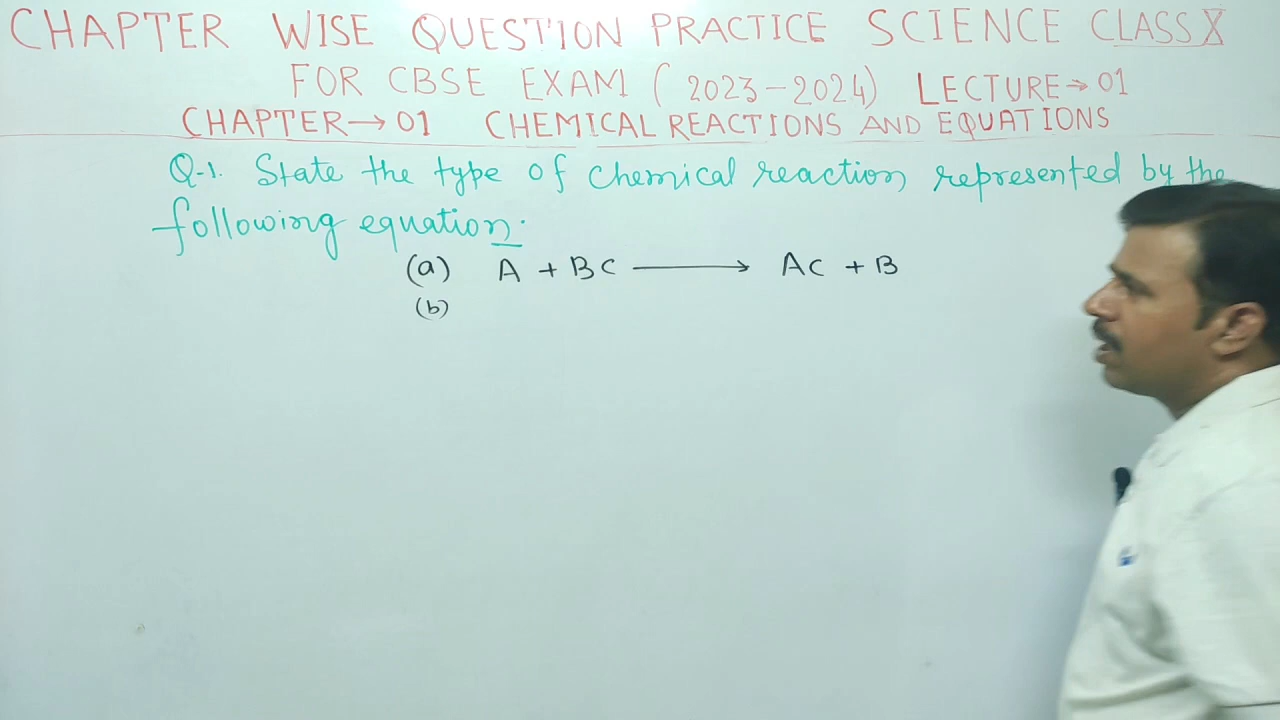 CHAPTER WISE QUESTION PRACTICE SCIENCE CLASS X
FOR CBSE EXAM ( 2023-2024) LECTURE→01
CHAPTER→01 CHEMICAL REACTIONS AND EQUATIONS
Q-1. State the type of chemical reaction represented by the
following equation.
(a) A + BC ⟶ AC + B
(b)